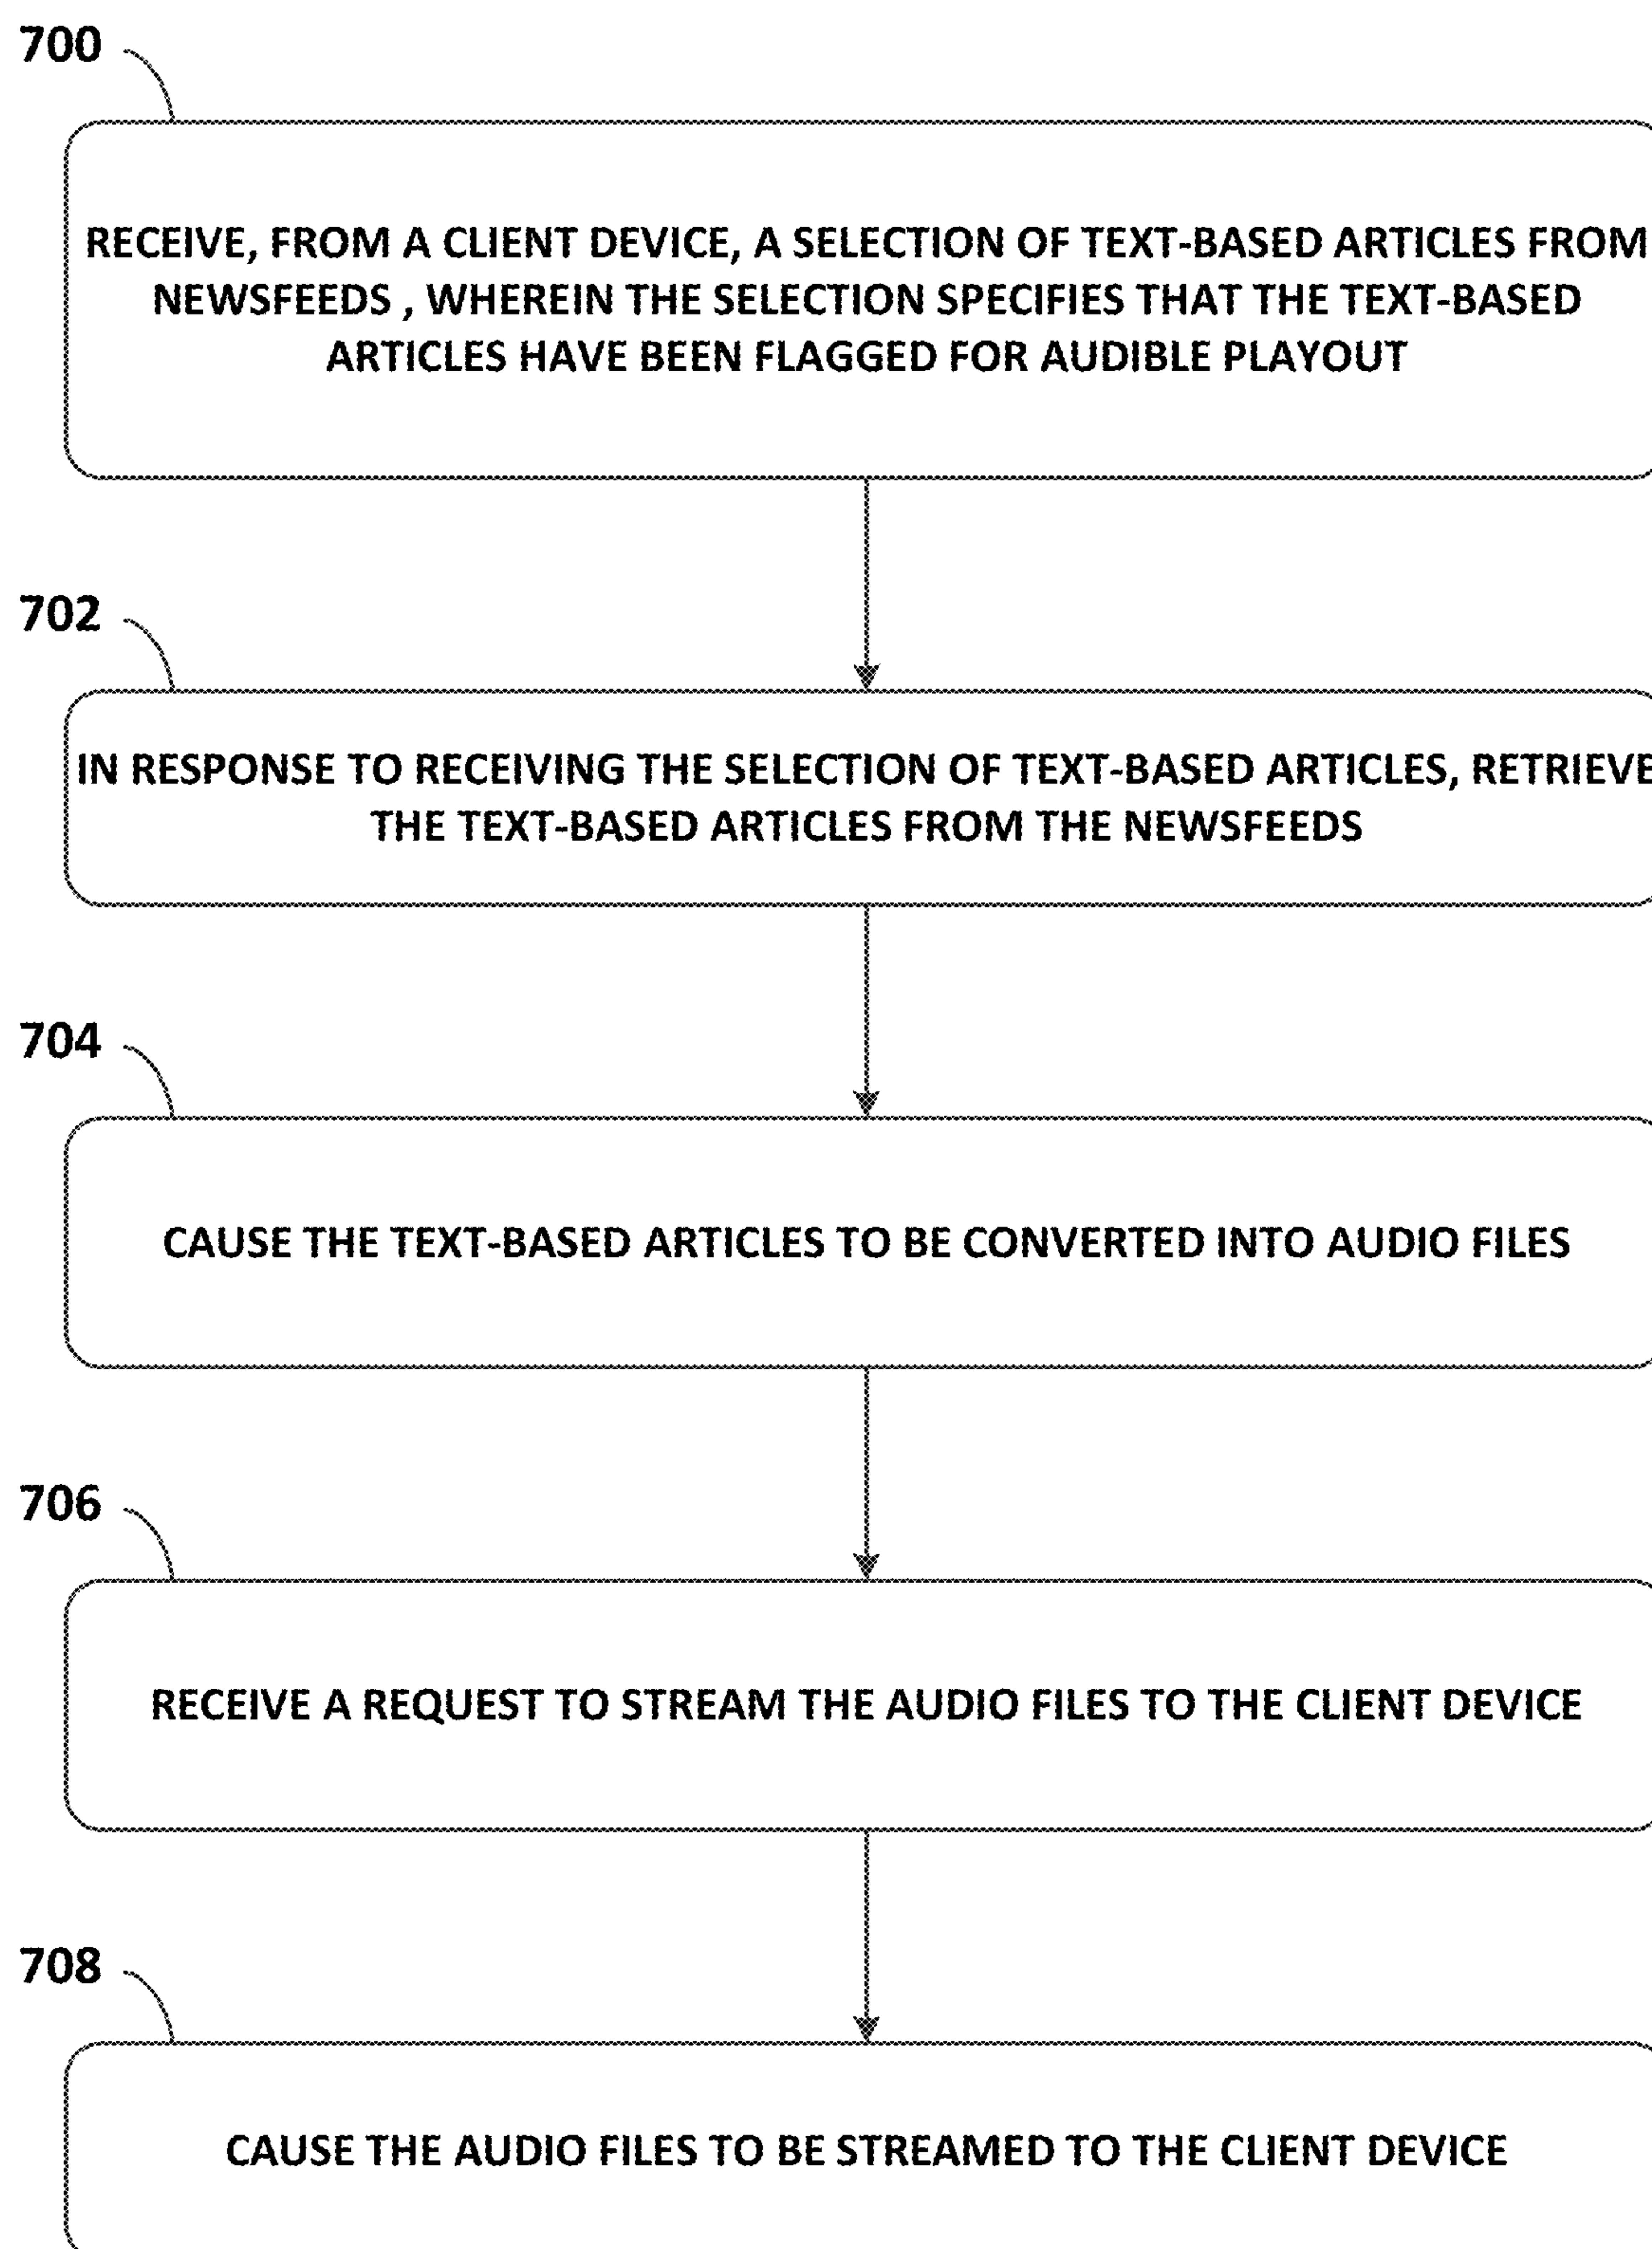 700
RECEIVE, FROM A CLIENT DEVICE, A SELECTION OF TEXT-BASED ARTICLES FROM
NEWSFEEDS , WHEREIN THE SELECTION SPECIFIES THAT THE TEXT-BASED
ARTICLES HAVE BEEN FLAGGED FOR AUDIBLE PLAYOUT
702
IN RESPONSE TO RECEIVING THE SELECTION OF TEXT-BASED ARTICLES, RETRIEVE
THE TEXT-BASED ARTICLES FROM THE NEWSFEEDS
704
CAUSE THE TEXT-BASED ARTICLES TO BE CONVERTED INTO AUDIO FILES
706
RECEIVE A REQUEST TO STREAM THE AUDIO FILES TO THE CLIENT DEVICE
708
CAUSE THE AUDIO FILES TO BE STREAMED TO THE CLIENT DEVICE